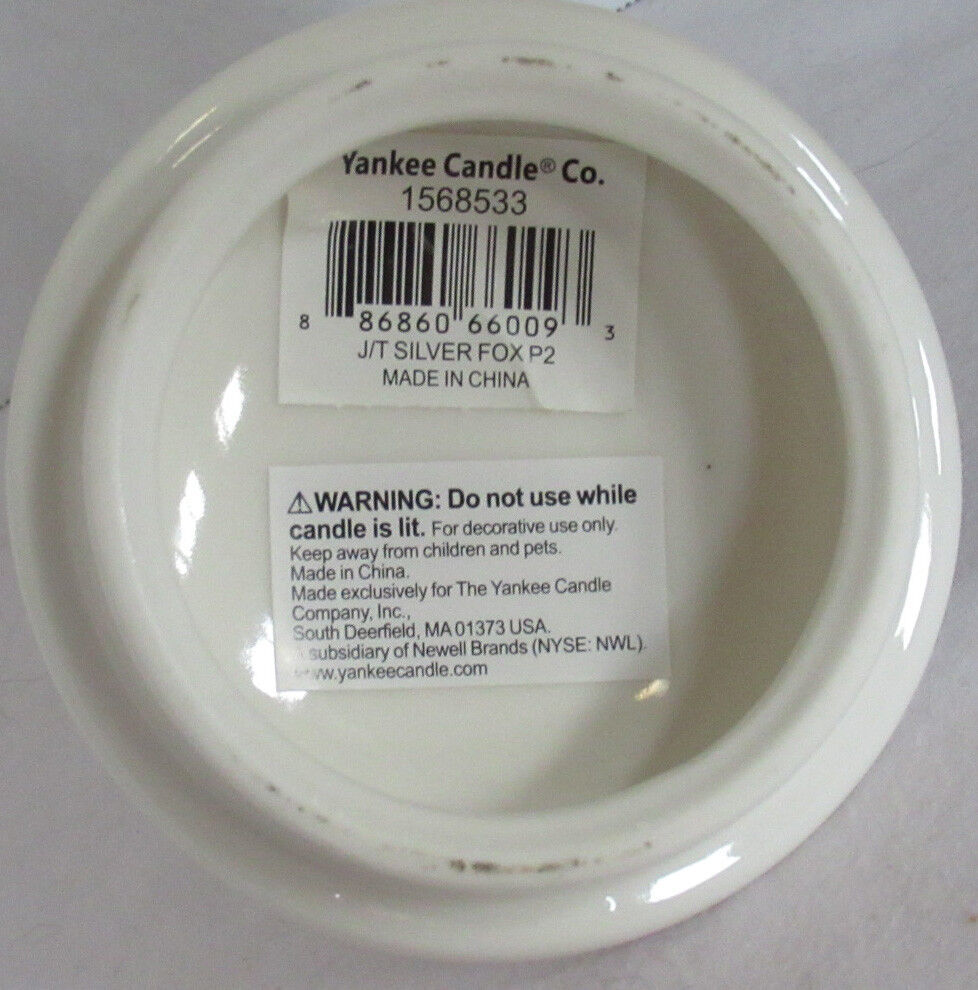 Yankee Candle® Co.
1568533
8 86860 66009 3
J/T SILVER FOX P2
MADE IN CHINA
⚠WARNING: Do not use while
candle is lit. For decorative use only.
Keep away from children and pets.
Made in China.
Made exclusively for The Yankee Candle
Company, Inc.,
South Deerfield, MA 01373 USA.
A subsidiary of Newell Brands (NYSE: NWL).
www.yankeecandle.com